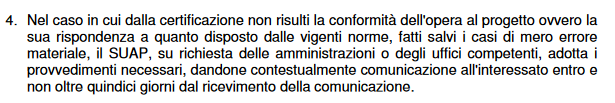 4. Nel caso in cui dalla certificazione non risulti la conformità dell'opera al progetto ovvero la
sua rispondenza a quanto disposto dalle vigenti norme, fatti salvi i casi di mero errore
materiale, il SUAP, su richiesta delle amministrazioni o degli uffici competenti, adotta i
provvedimenti necessari, dandone contestualmente comunicazione all'interessato entro e
non oltre quindici giorni dal ricevimento della comunicazione.